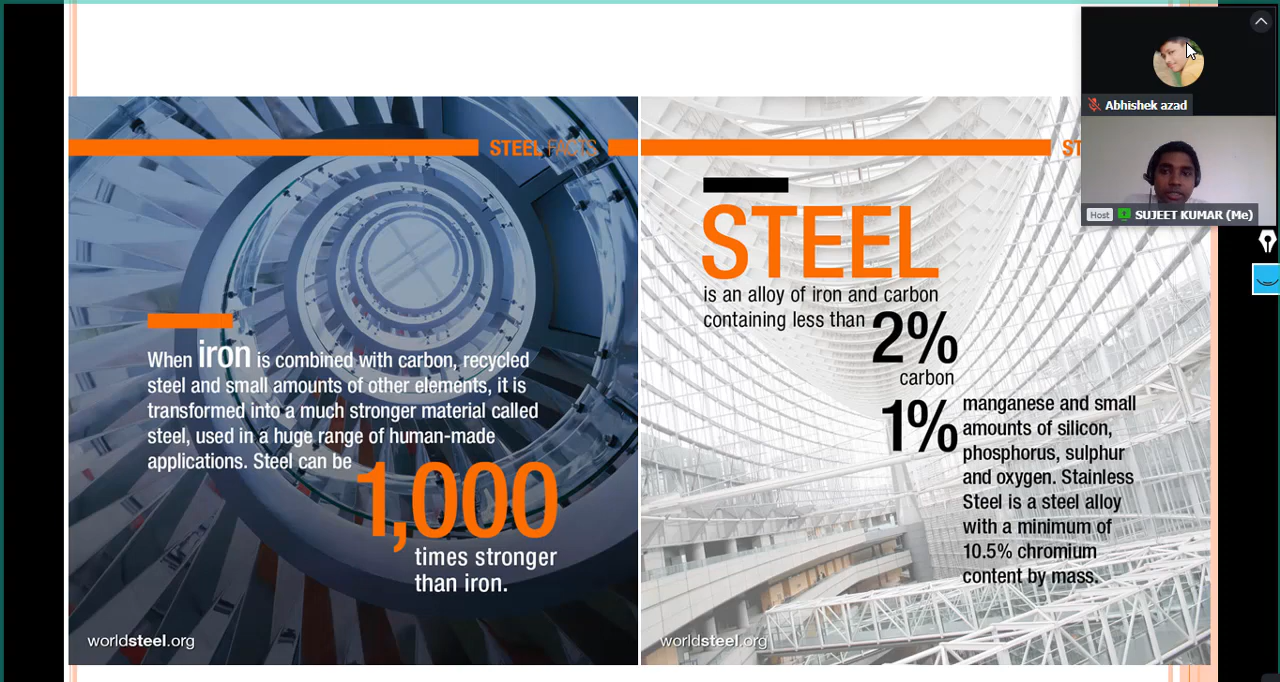 STEEL FACTS
When iron is combined with carbon, recycled
steel and small amounts of other elements, it is
transformed into a much stronger material called
steel, used in a huge range of human-made
applications. Steel can be
1,000
times stronger
than iron.
worldsteel.org
ST
STEEL
is an alloy of iron and carbon
containing less than 2%
carbon
1% manganese and small
amounts of silicon,
phosphorus, sulphur
and oxygen. Stainless
Steel is a steel alloy
with a minimum of
10.5% chromium
content by mass.
worldsteel.org
Abhishek azad
Host SUJEET KUMAR (Me)